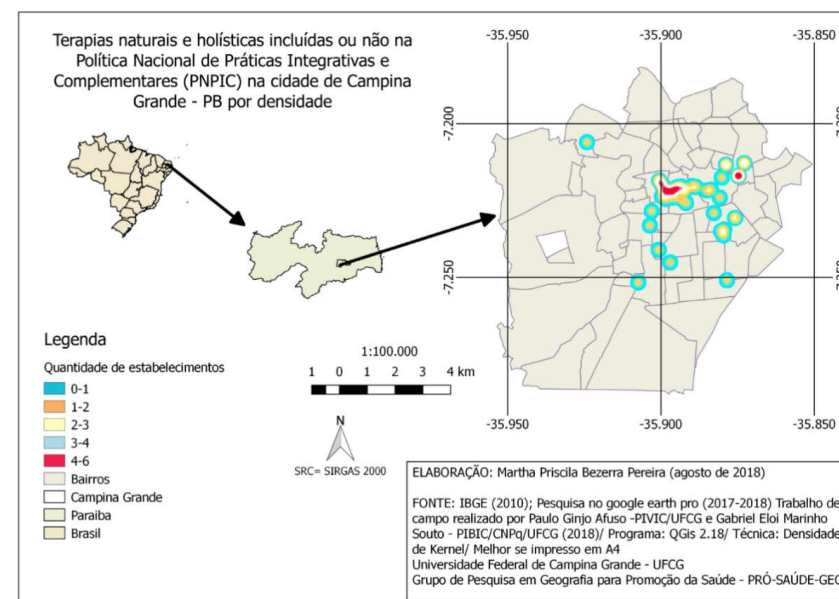 Terapias naturais e holísticas incluídas ou não na
Política Nacional de Práticas Integrativas e
Complementares (PNPIC) na cidade de Campina
Grande - PB por densidade
-35.950
-35.900
-35.850
-7.200
-7.250
-35.950
-35.900
-35.850
Legenda
Quantidade de estabelecimentos
0-1
1-2
2-3
3-4
4-6
Bairros
Campina Grande
Paraiba
Brasil
1:100.000
1 0 1 2 3 4 km
N
SRC= SIRGAS 2000
ELABORAÇÃO: Martha Priscila Bezerra Pereira (agosto de 2018)
FONTE: IBGE (2010); Pesquisa no google earth pro (2017-2018) Trabalho de
campo realizado por Paulo Ginjo Afuso -PIVIC/UFCG e Gabriel Eloi Marinho
Souto - PIBIC/CNPq/UFCG (2018)/ Programa: QGis 2.18/ Técnica: Densidade
de Kernel/ Melhor se impresso em A4
Universidade Federal de Campina Grande - UFCG
Grupo de Pesquisa em Geografia para Promoção da Saúde - PRÓ-SAÚDE-GEO